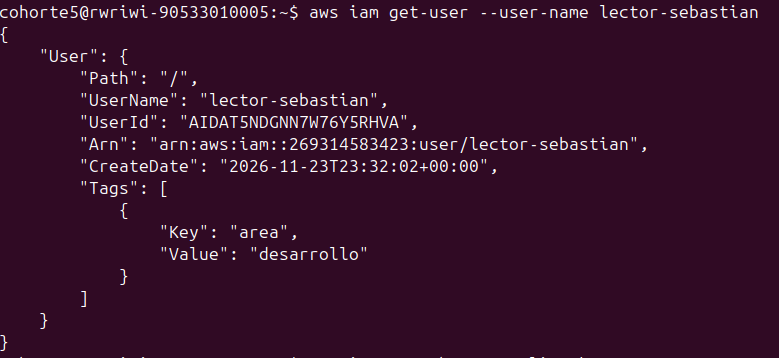 cohorte5@rwriwi-90533010005:~$ aws iam get-user --user-name lector-sebastian
{
    "User": {
        "Path": "/",
        "UserName": "lector-sebastian",
        "UserId": "AIDAT5NDGNN7W76Y5RHVA",
        "Arn": "arn:aws:iam::269314583423:user/lector-sebastian",
        "CreateDate": "2026-11-23T23:32:02+00:00",
        "Tags": [
            {
                "Key": "area",
                "Value": "desarrollo"
            }
        ]
    }
}